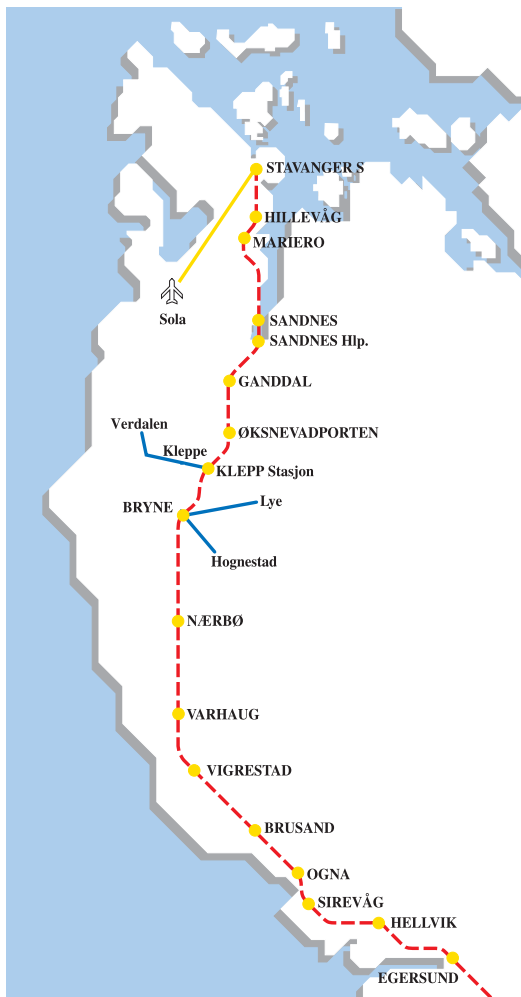 STAVANGER S
HILLEVÅG
MARIERO
Sola
SANDNES
SANDNES Hlp.
GANDDAL
Verdalen
ØKSNEVADPORTEN
Kleppe
KLEPP Stasjon
Lye
BRYNE
Hognestad
NÆRBØ
VARHAUG
VIGRESTAD
BRUSAND
OGNA
SIREVÅG
HELLVIK
EGERSUND